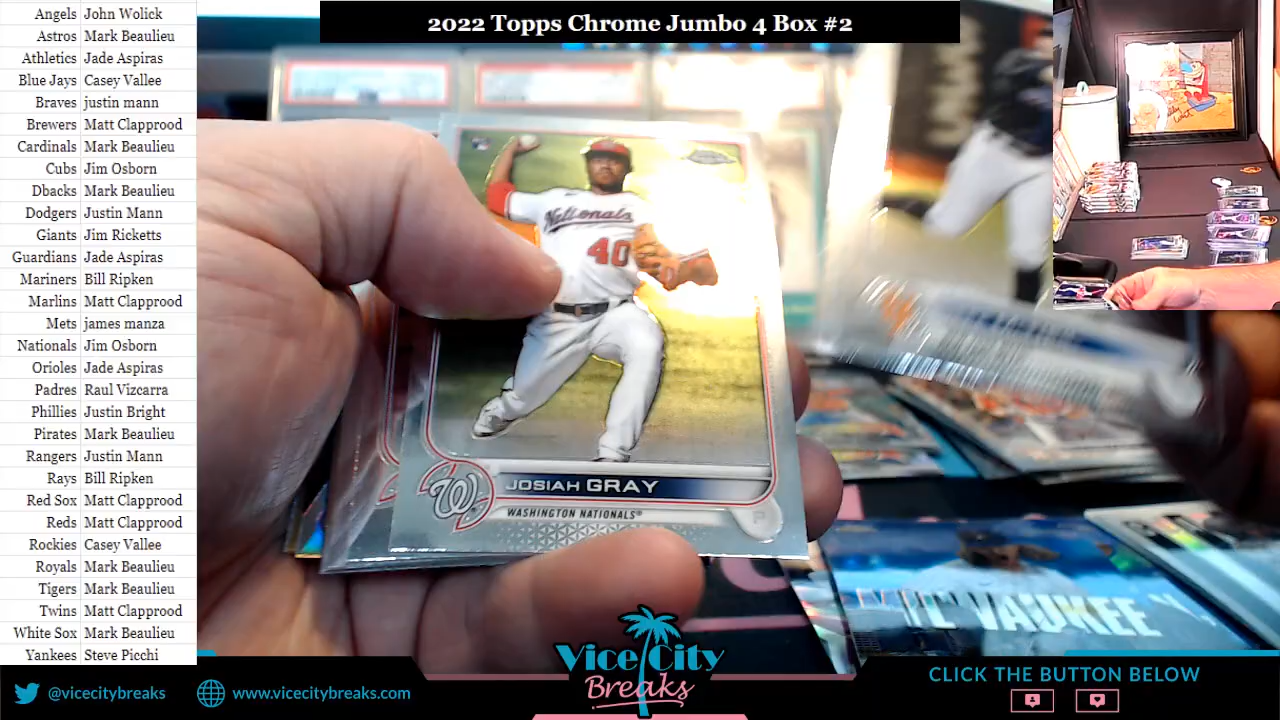 2022 Topps Chrome Jumbo 4 Box #2
Angels John Wolick
Astros Mark Beaulieu
Athletics Jade Aspiras
Blue Jays Casey Vallee
Braves justin mann
Brewers Matt Clapprood
Cardinals Mark Beaulieu
Cubs Jim Osborn
Dbacks Mark Beaulieu
Dodgers Justin Mann
Giants Jim Ricketts
Guardians Jade Aspiras
Mariners Bill Ripken
Marlins Matt Clapprood
Mets james manza
Nationals Jim Osborn
Orioles Jade Aspiras
Padres Raul Vizcarra
Phillies Justin Bright
Pirates Mark Beaulieu
Rangers Justin Mann
Rays Bill Ripken
Red Sox Matt Clapprood
Reds Matt Clapprood
Rockies Casey Vallee
Royals Mark Beaulieu
Tigers Mark Beaulieu
Twins Matt Clapprood
White Sox Mark Beaulieu
Yankees Steve Picchi
Nationals
40
W
JOSIAH GRAY
WASHINGTON NATIONALS®
P
MILWAUKEE
@vicecitybreaks
www.vicecitybreaks.com
Vice City
Breaks
CLICK THE BUTTON BELOW